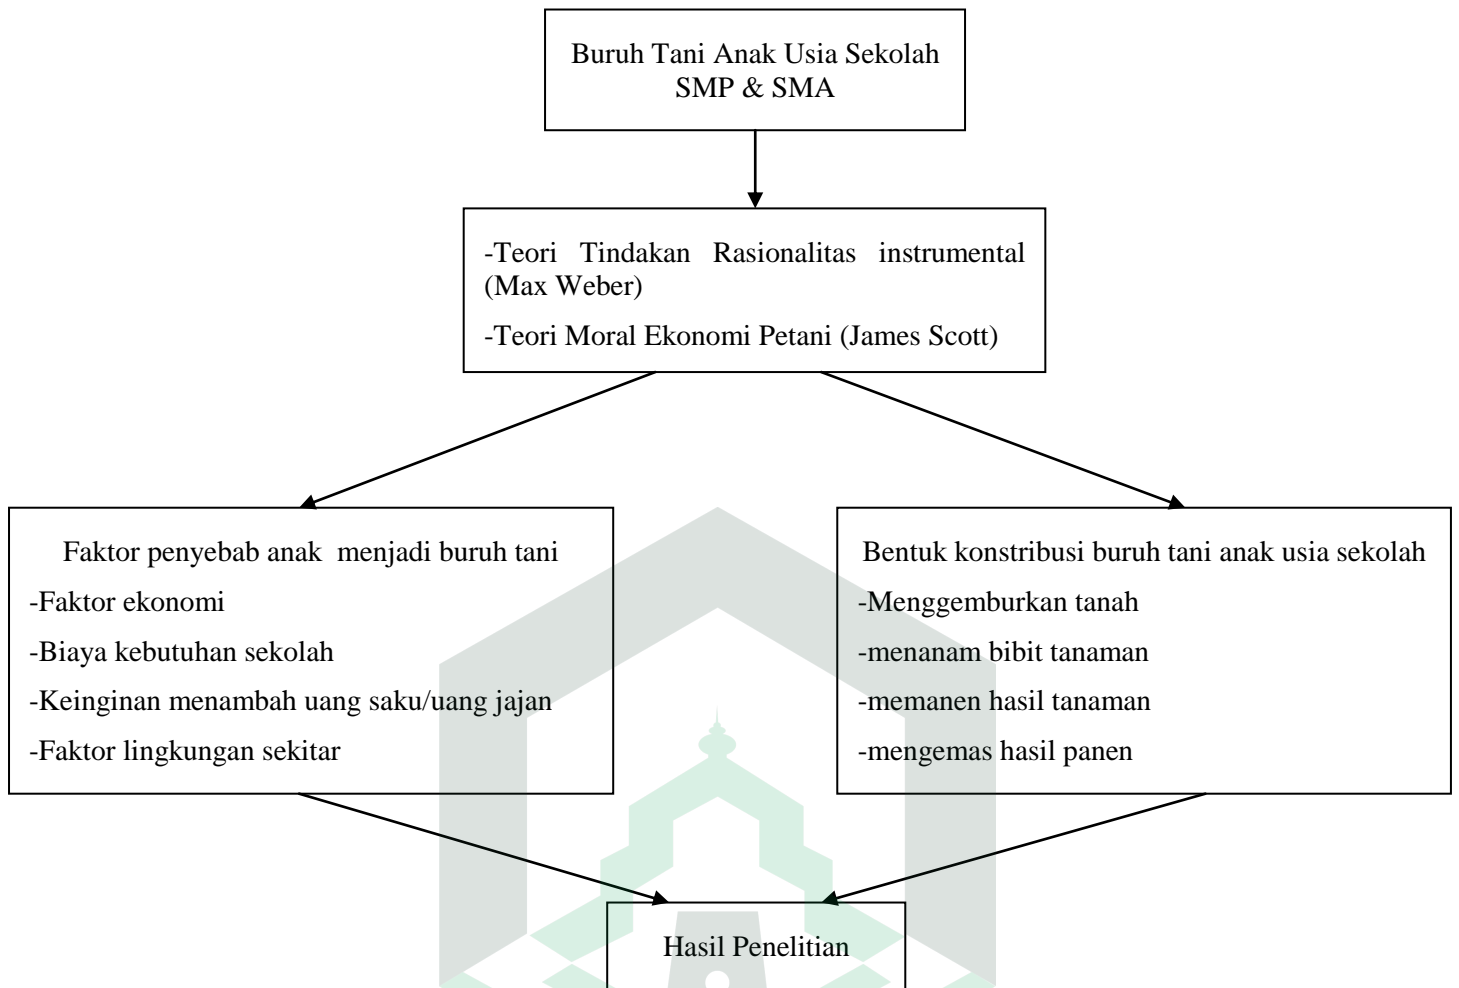 Buruh Tani Anak Usia Sekolah
SMP & SMA
-Teori Tindakan Rasionalitas instrumental
(Max Weber)
-Teori Moral Ekonomi Petani (James Scott)
Faktor penyebab anak menjadi buruh tani
-Faktor ekonomi
-Biaya kebutuhan sekolah
-Keinginan menambah uang saku/uang jajan
-Faktor lingkungan sekitar
Bentuk konstribusi buruh tani anak usia sekolah
-Menggemburkan tanah
-menanam bibit tanaman
-memanen hasil tanaman
-mengemas hasil panen
Hasil Penelitian